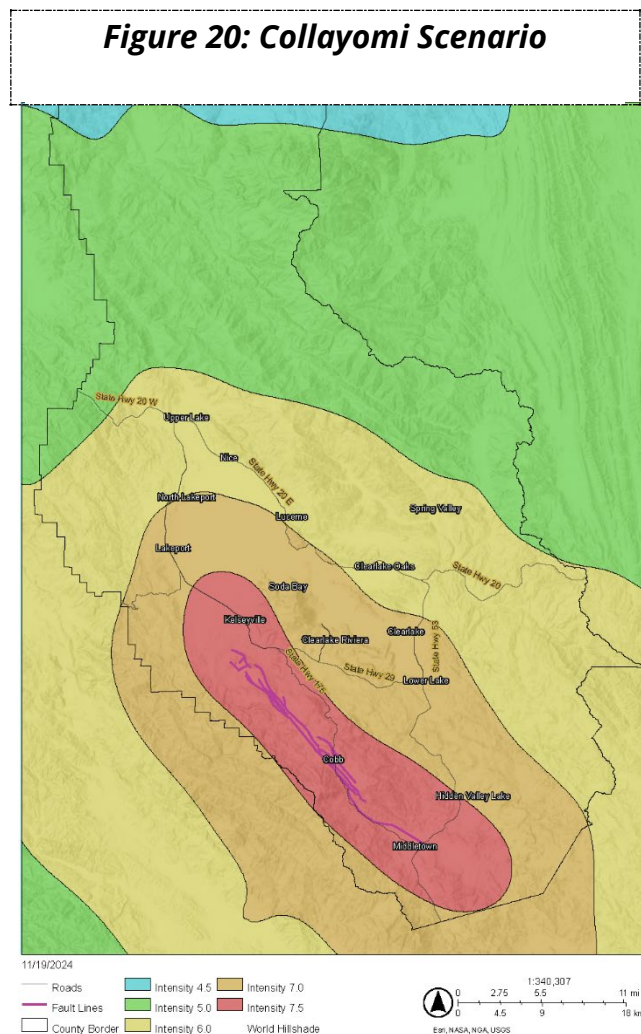 Figure 20: Collayomi Scenario
State Hwy 20 W
Upper Lake
Nice
State Hwy 20 E
North Lakeport
Lucerne
Spring Valley
Lakeport
Clearlake Oaks
State Hwy 20
Soda Bay
Kelseyville
Clearlake Riviera
Clearlake
State Hwy 53
State Hwy 175
State Hwy 29
Lower Lake
Cobb
Hidden Valley Lake
Middletown
11/19/2024
Roads
Intensity 4.5
Intensity 7.0
Fault Lines
Intensity 5.0
Intensity 7.5
County Border
Intensity 6.0
World Hillshade
1:340,307
0 2.75 5.5 11 mi
0 4.5 9 18 km
Esri, NASA, NGA, USGS